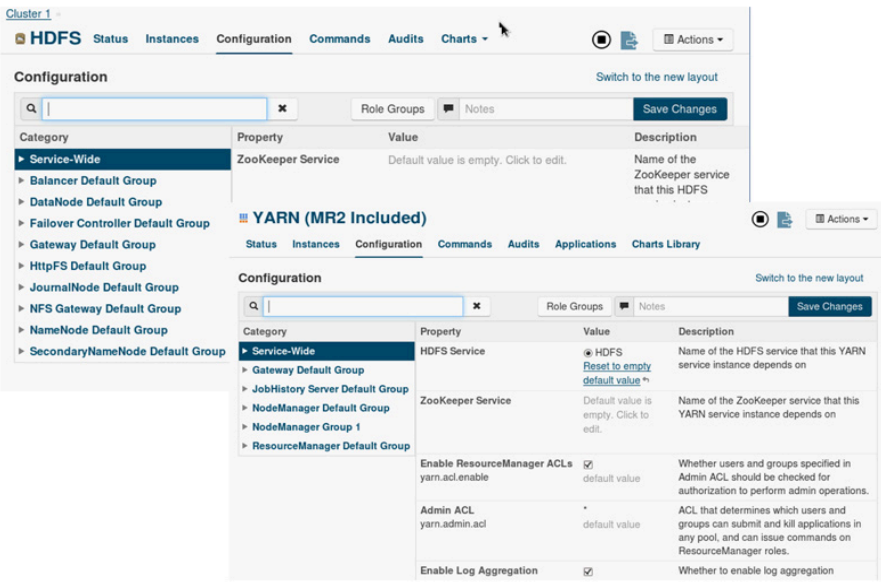 Cluster 1
HDFS Status Instances Configuration Commands Audits Charts Actions
Configuration Switch to the new layout
Role Groups Notes Save Changes
Category Property Value Description
Service-Wide ZooKeeper Service Default value is empty. Click to edit. Name of the
Balancer Default Group ZooKeeper service
DataNode Default Group that this HDFS
Failover Controller Default Group
Gateway Default Group
HttpFS Default Group
JournalNode Default Group
NFS Gateway Default Group
NameNode Default Group
SecondaryNameNode Default Group
YARN (MR2 Included) Actions
Status Instances Configuration Commands Audits Applications Charts Library
Configuration Switch to the new layout
Role Groups Notes Save Changes
Category Property Value Description
Service-Wide HDFS Service HDFS Name of the HDFS service that this YARN
Gateway Default Group Reset to empty service instance depends on
JobHistory Server Default Group default value
NodeManager Default Group ZooKeeper Service Default value is Name of the ZooKeeper service that this
NodeManager Group 1 empty. Click to YARN service instance depends on
ResourceManager Default Group edit.
Enable ResourceManager ACLs Whether users and groups specified in
yarn.acl.enable default value Admin ACL should be checked for
authorization to perform admin operations.
Admin ACL * ACL that determines which users and
yarn.admin.acl default value groups can submit and kill applications in
any pool, and can issue commands on
ResourceManager roles.
Enable Log Aggregation Whether to enable log aggregation